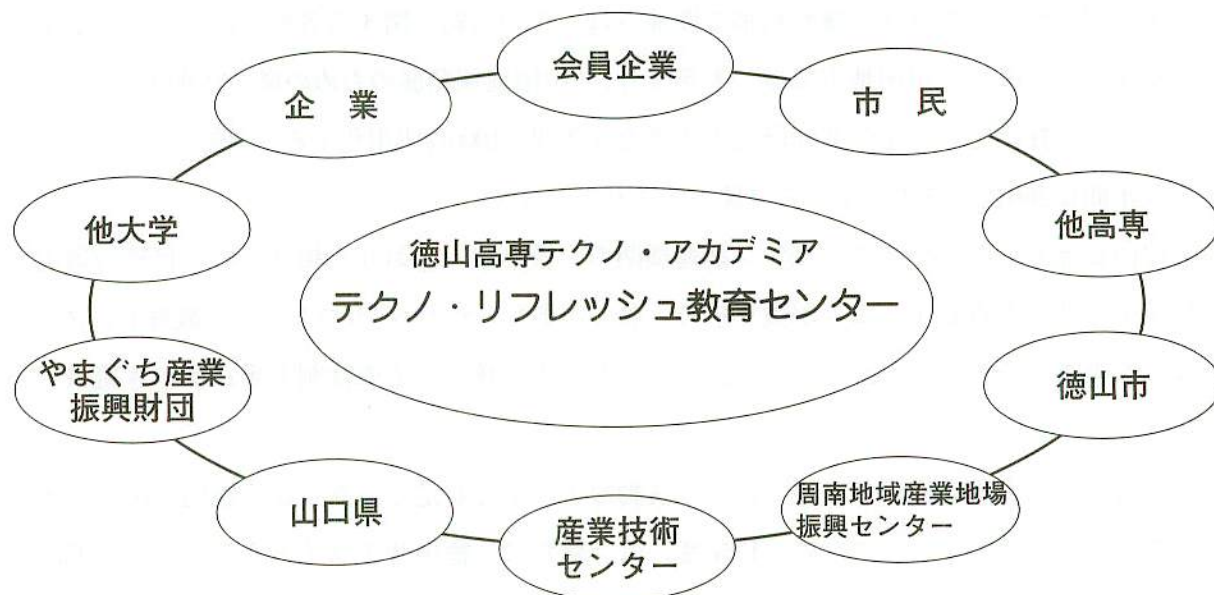 会員企業
企　業
市　民
他大学
他高専
徳山高専テクノ・アカデミア
テクノ・リフレッシュ教育センター
やまぐち産業
振興財団
徳山市
山口県
産業技術
センター
周南地域産業地場
振興センター